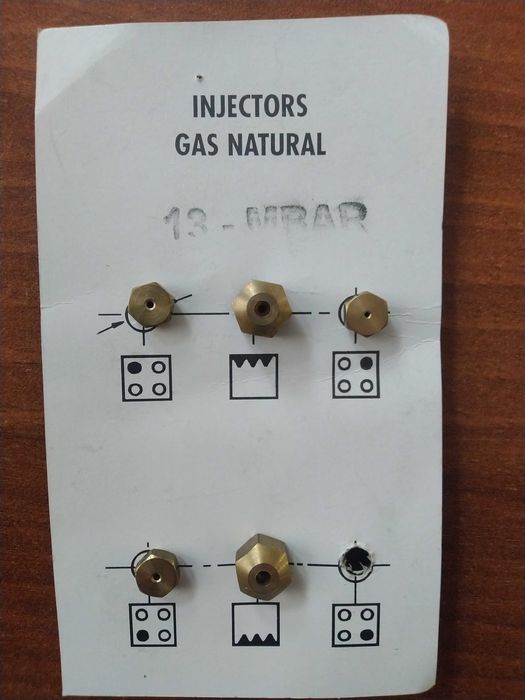 INJECTORS
GAS NATURAL
13 - MBAR